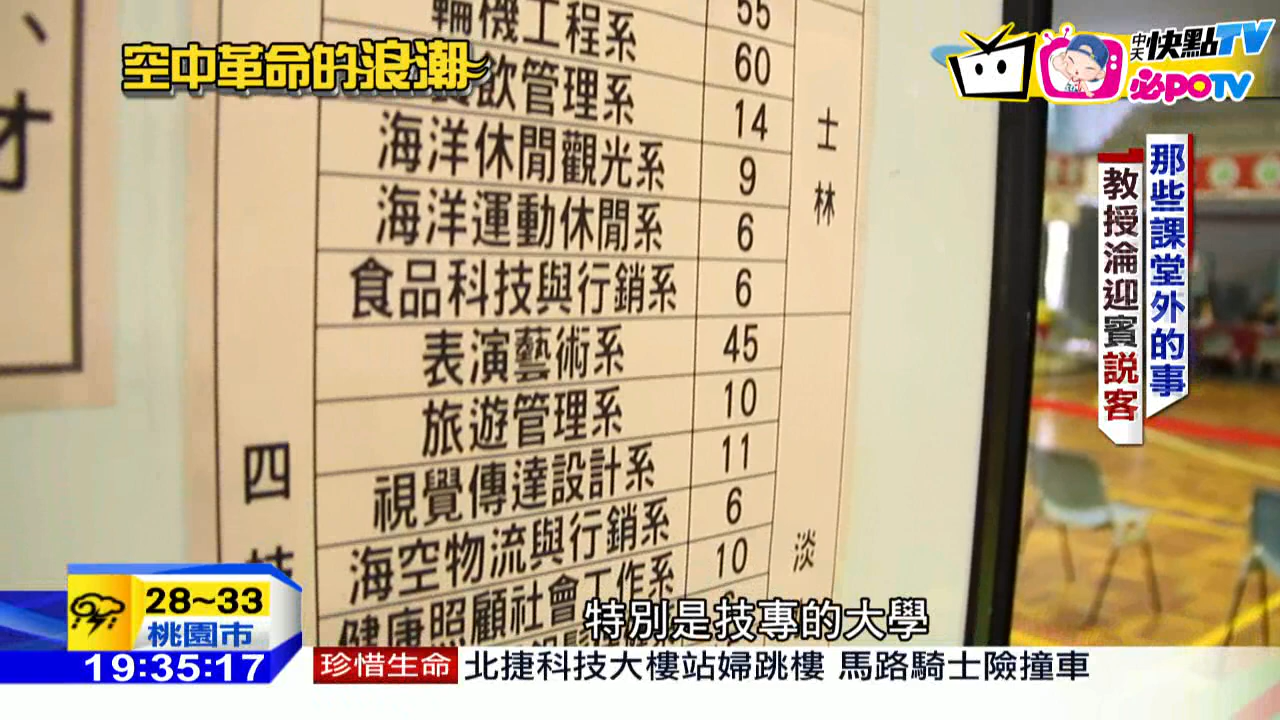 空中革命的浪潮
中天快點TV
必POTV
那些課堂外的事
教授淪迎賓說客
才
55
輪機工程系 60
餐飲管理系 14
海洋休閒觀光系 9
海洋運動休閒系 6
食品科技與行銷系 6
士林
表演藝術系 45
旅遊管理系 10
視覺傳達設計系 11
海空物流與行銷系 6
健康照顧社會工作系 10
四技
淡
特別是技專的大學
28~33
桃園市
19:35:17
珍惜生命 北捷科技大樓站婦跳樓 馬路騎士險撞車